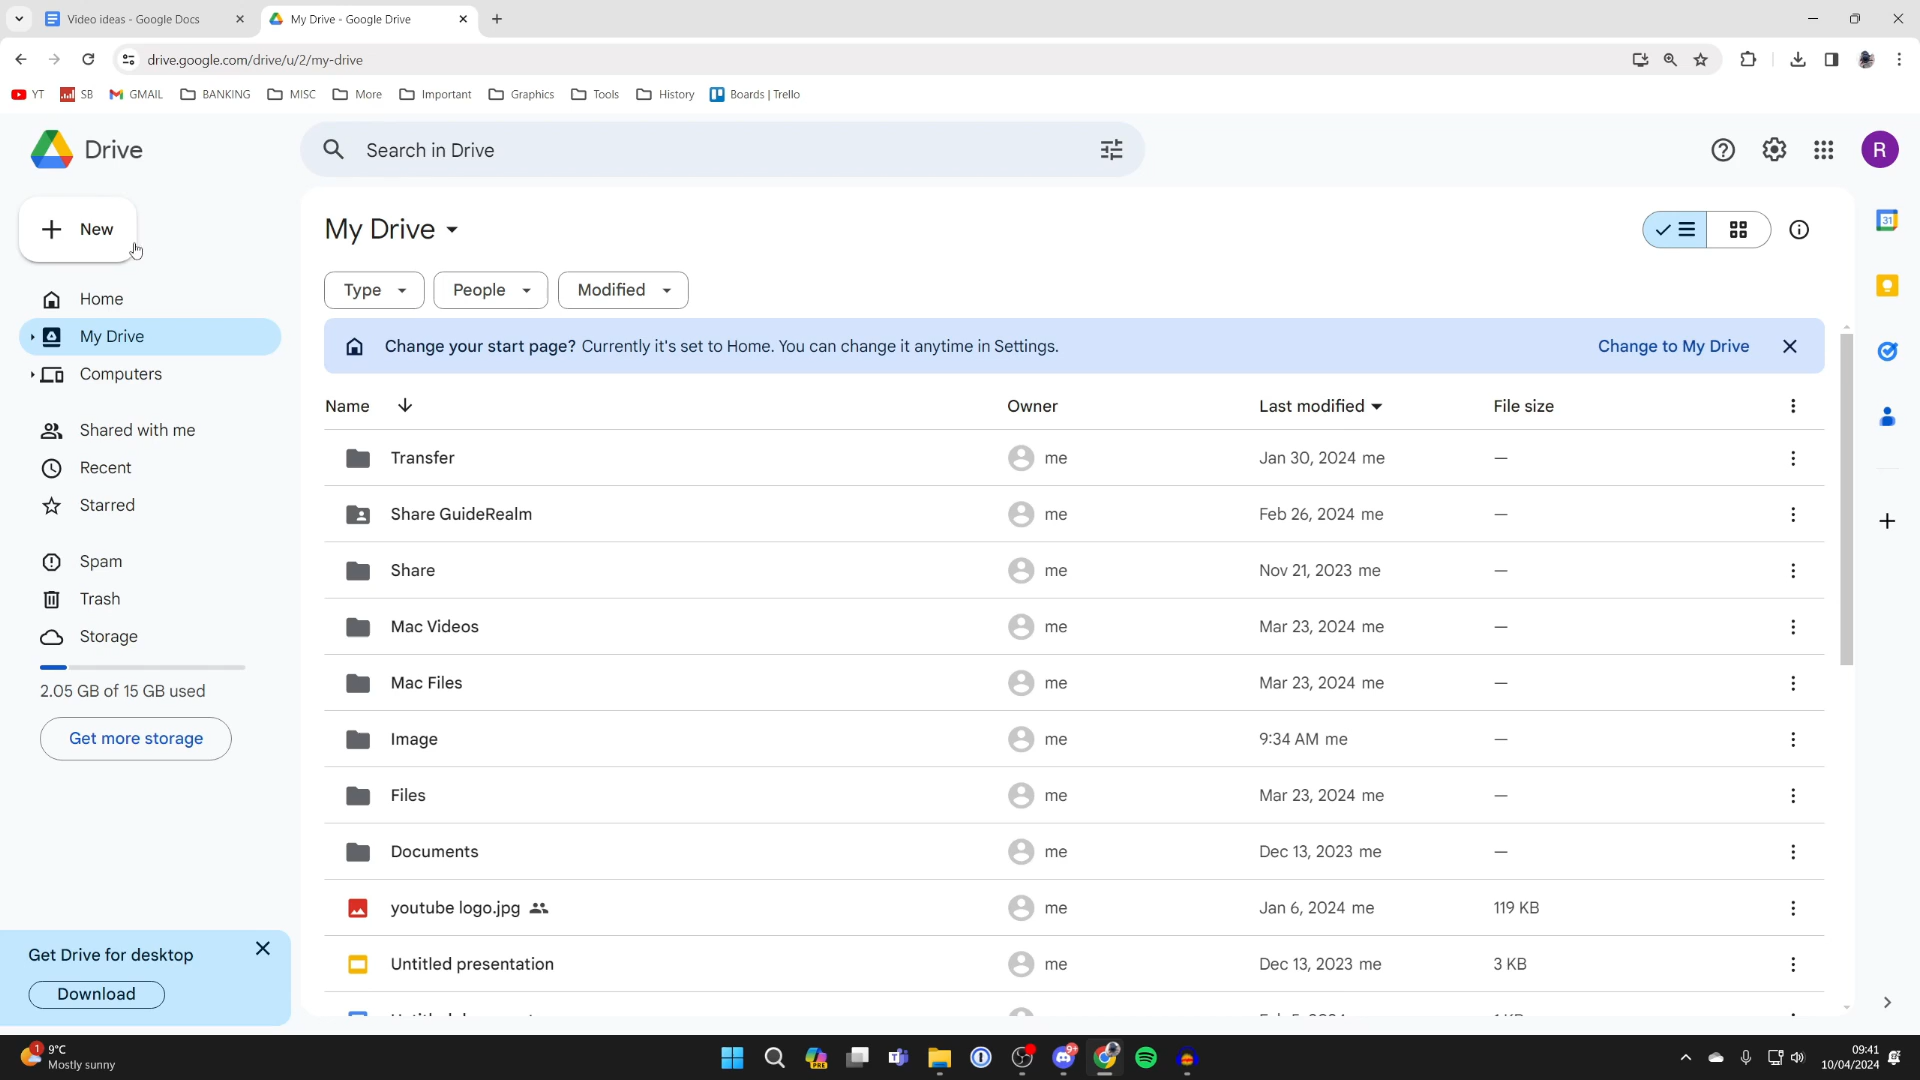 Video ideas - Google Docs
My Drive - Google Drive
drive.google.com/drive/u/2/my-drive
YT SB GMAIL BANKING MISC More Important Graphics Tools History Boards | Trello
Drive
Search in Drive
R
New
My Drive
31
Home
My Drive
Computers
Shared with me
Recent
Starred
Spam
Trash
Storage
2.05 GB of 15 GB used
Get more storage
Get Drive for desktop
Download
Type People Modified
Change your start page? Currently it's set to Home. You can change it anytime in Settings. Change to My Drive
Name Owner Last modified File size
Transfer me Jan 30, 2024 me —
Share GuideRealm me Feb 26, 2024 me —
Share me Nov 21, 2023 me —
Mac Videos me Mar 23, 2024 me —
Mac Files me Mar 23, 2024 me —
Image me 9:34 AM me —
Files me Mar 23, 2024 me —
Documents me Dec 13, 2023 me —
youtube logo.jpg me Jan 6, 2024 me 119 KB
Untitled presentation me Dec 13, 2023 me 3 KB
1 9°C
Mostly sunny
PRE
9+
09:41
10/04/2024